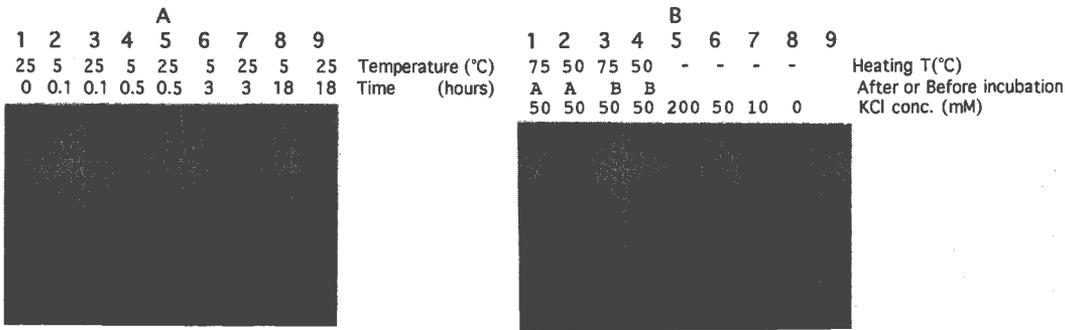 A
1 2 3 4 5 6 7 8 9
25 5 25 5 25 5 25 5 25 Temperature (°C)
0 0.1 0.1 0.5 0.5 3 3 18 18 Time (hours)
B
1 2 3 4 5 6 7 8 9
75 50 75 50 - - - - Heating T(°C)
A A B B After or Before incubation
50 50 50 50 200 50 10 0 KCl conc. (mM)